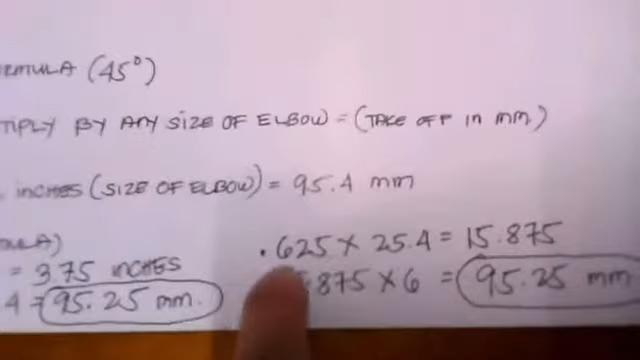 RMULA (45°)
TIPLY BY ANY SIZE OF ELBOW = (TAKE OFF IN mm)
INCHES (SIZE OF ELBOW) = 95.4 mm
ULA)
.625 x 25.4 = 15.875
= 3.75 INCHES
.875 x 6 = 95.25 mm
4 = 95.25 mm.